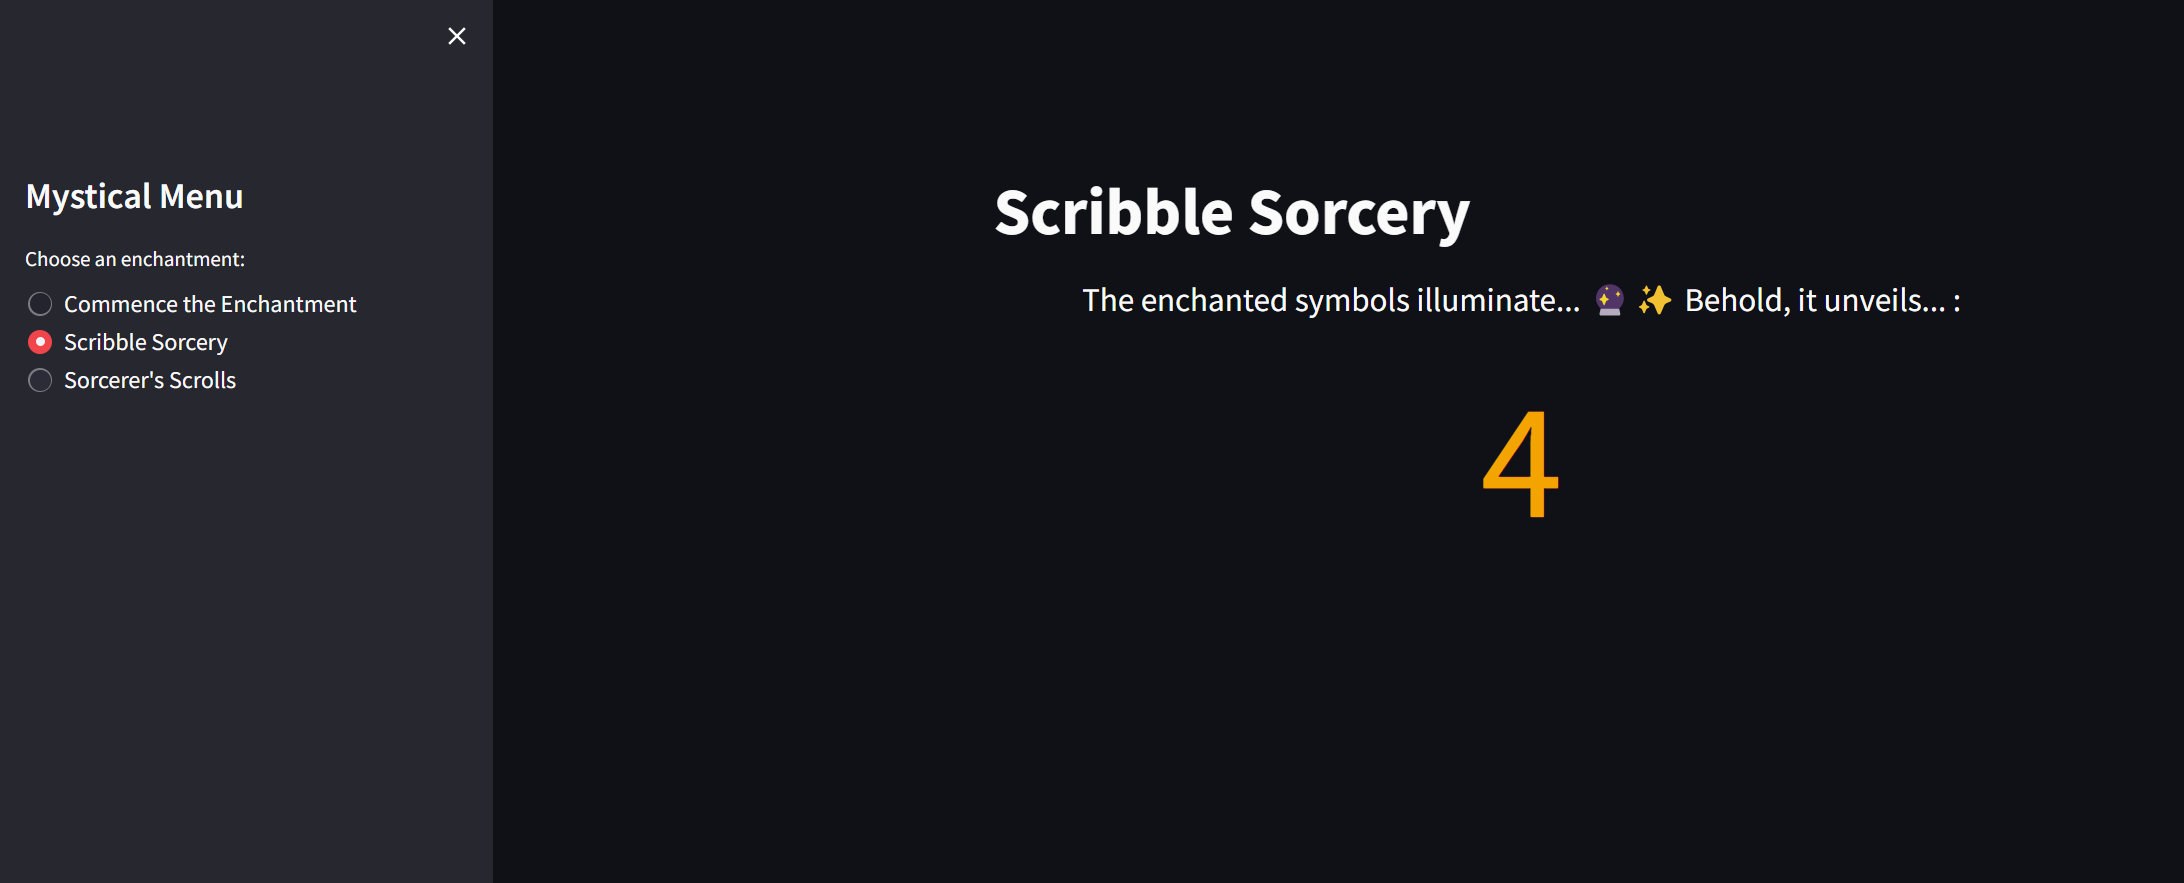 Mystical Menu
Choose an enchantment:
Commence the Enchantment
Scribble Sorcery
Sorcerer's Scrolls
Scribble Sorcery
The enchanted symbols illuminate... 🔮 ✨ Behold, it unveils... :
4